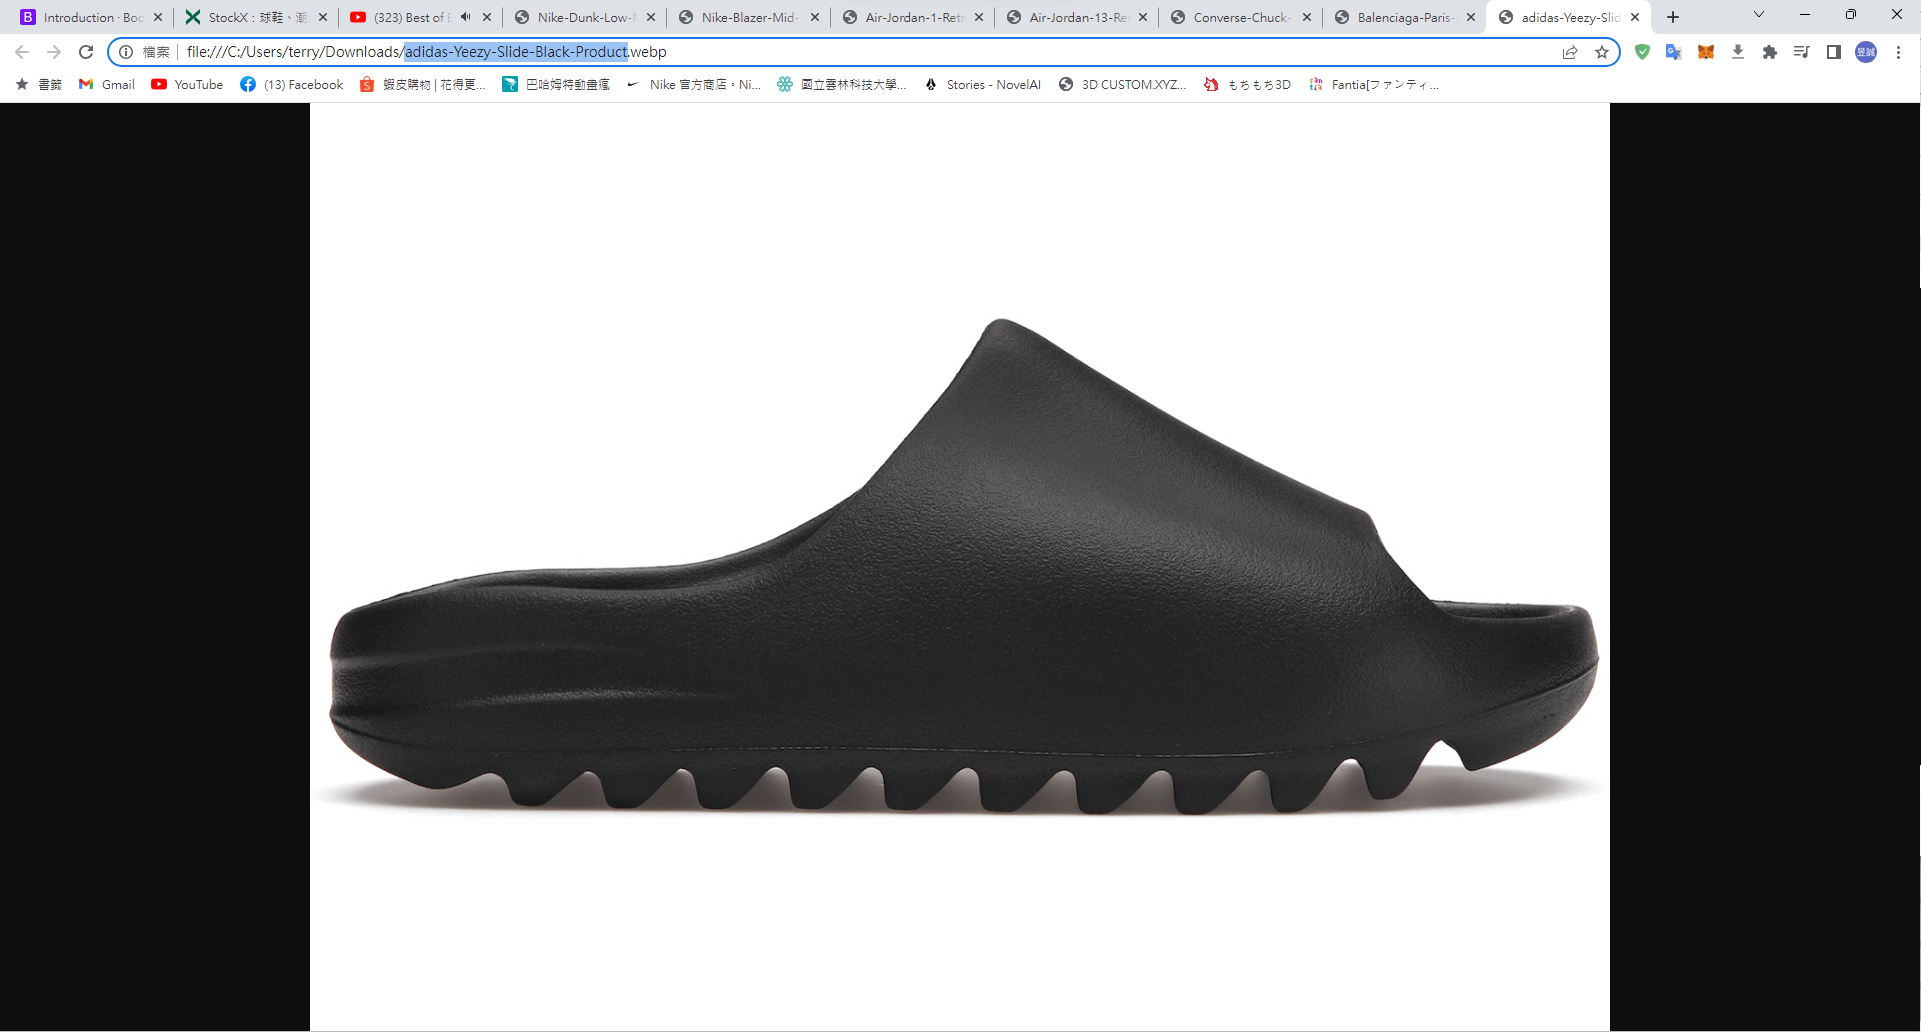 Introduction · Boo
StockX：球鞋、潮
(323) Best of E
Nike-Dunk-Low-
Nike-Blazer-Mid-
Air-Jordan-1-Retr
Air-Jordan-13-Re
Converse-Chuck-
Balenciaga-Paris-
adidas-Yeezy-Slid
檔案
file:///C:/Users/terry/Downloads/adidas-Yeezy-Slide-Black-Product.webp
昱誠
書籤
Gmail
YouTube
(13) Facebook
蝦皮購物 | 花得更...
巴哈姆特動畫瘋
Nike 官方商店。Ni...
國立雲林科技大學...
Stories - NovelAI
3D CUSTOM.XYZ...
もちもち3D
Fantia[ファンティ...